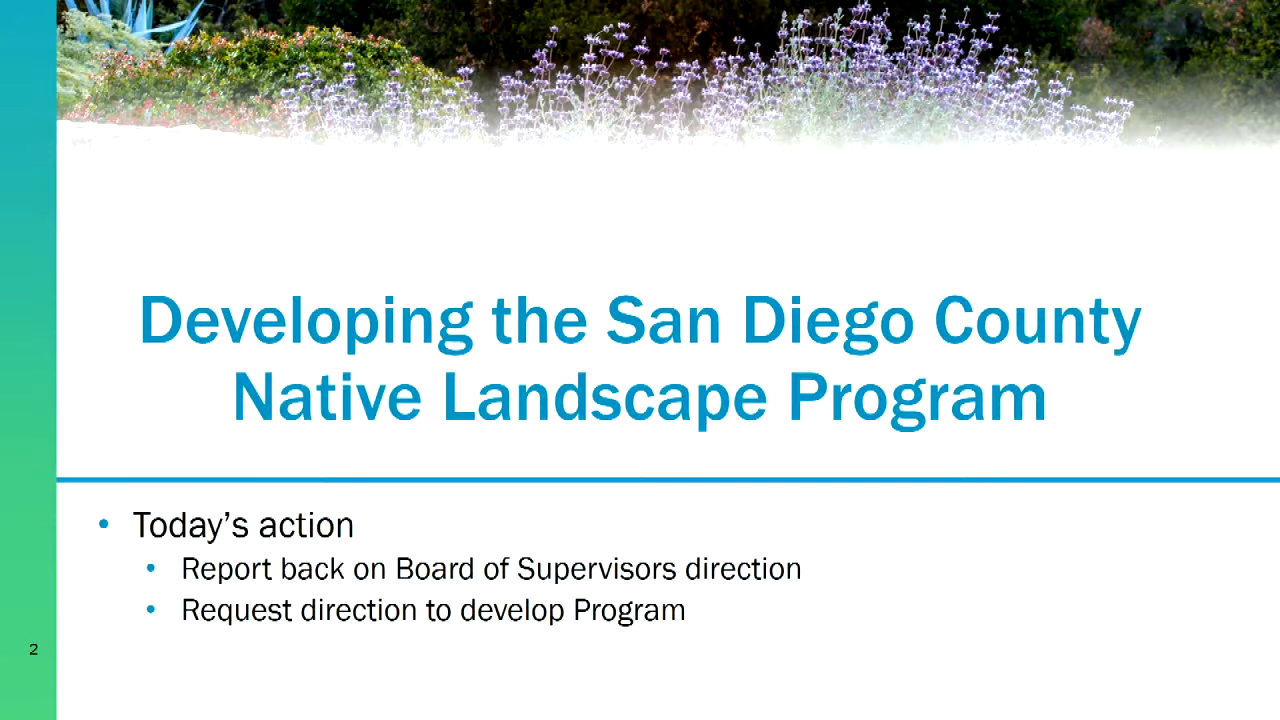 Developing the San Diego County
Native Landscape Program
• Today's action
• Report back on Board of Supervisors direction
• Request direction to develop Program
2